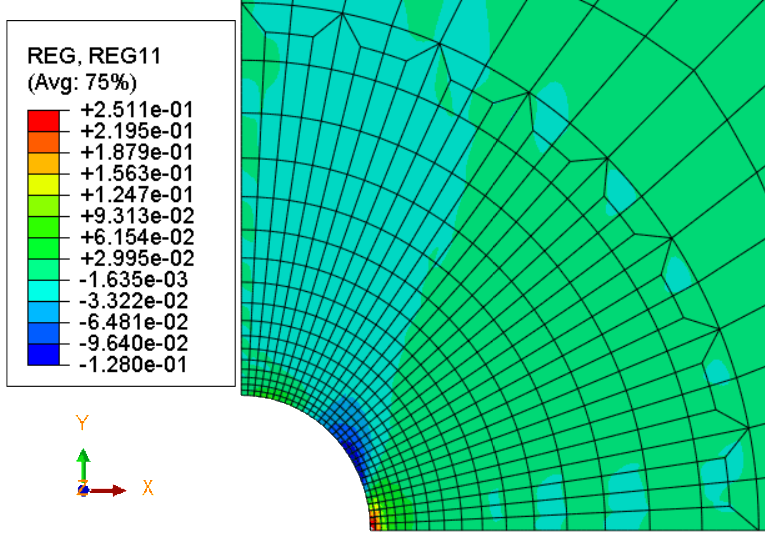 REG, REG11
(Avg: 75%)
+2.511e-01
+2.195e-01
+1.879e-01
+1.563e-01
+1.247e-01
+9.313e-02
+6.154e-02
+2.995e-02
-1.635e-03
-3.322e-02
-6.481e-02
-9.640e-02
-1.280e-01
Y
Z
X